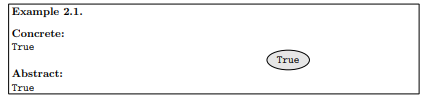 Example 2.1.
Concrete:
True
True
Abstract:
True